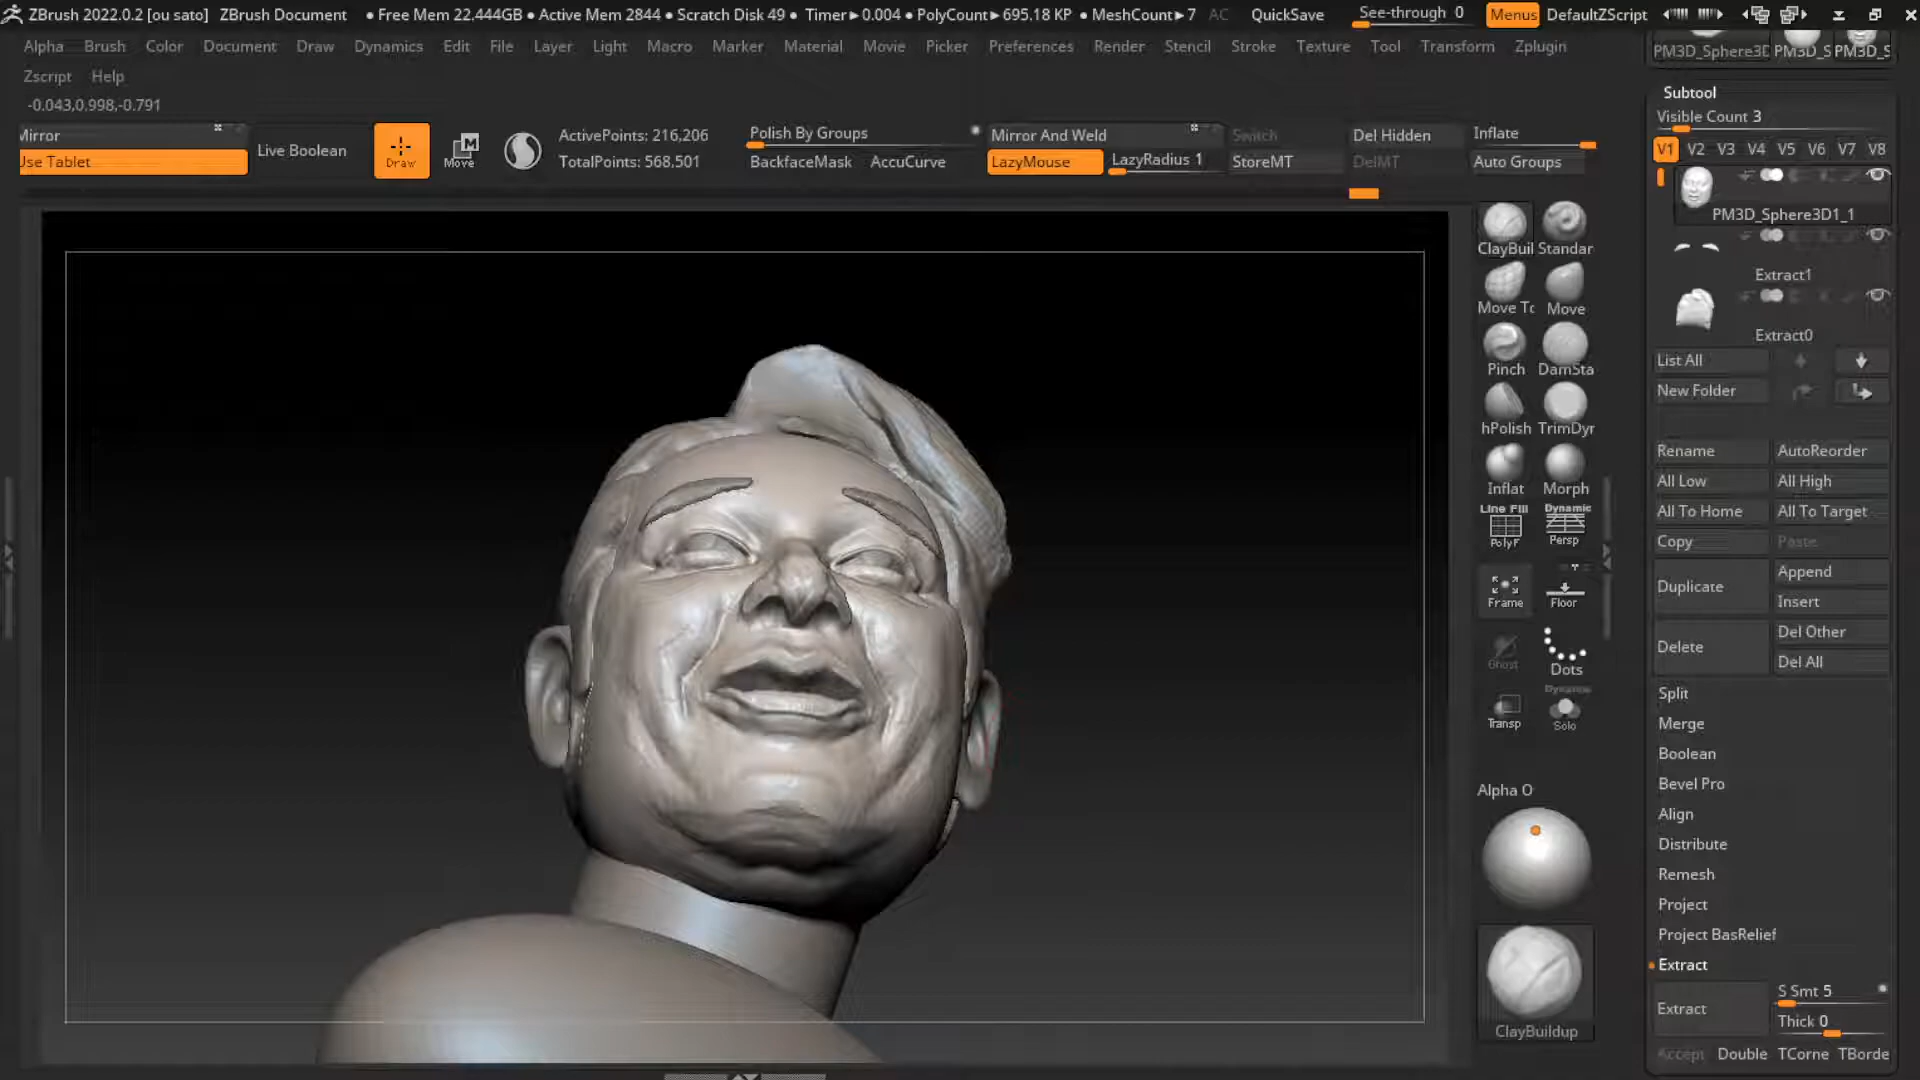 ZBrush 2022.0.2 [ou sato] ZBrush Document • Free Mem 22.444GB • Active Mem 2844 • Scratch Disk 49 • Timer▸0.004 • PolyCount▸695.18 KP • MeshCount▸7 AC QuickSave See-through 0 Menus DefaultZScript
Alpha Brush Color Document Draw Dynamics Edit File Layer Light Macro Marker Material Movie Picker Preferences Render Stencil Stroke Texture Tool Transform Zplugin
Zscript Help
-0.043,0.998,-0.791
Mirror
Use Tablet
Live Boolean
Draw
Move
ActivePoints: 216,206
TotalPoints: 568,501
Polish By Groups
BackfaceMask AccuCurve
Mirror And Weld
LazyMouse LazyRadius 1
Switch
StoreMT
Del Hidden
DelMT
Inflate
Auto Groups
ClayBuil Standar
Move To Move
Pinch DamSta
hPolish TrimDyr
Inflat Morph
Line Fill Dynamic
PolyF Persp
Frame Floor
Ghost Dots
Dynamic
Transp Solo
Alpha O
ClayBuildup
PM3D_Sphere3D PM3D_S PM3D_S
Subtool
Visible Count 3
V1 V2 V3 V4 V5 V6 V7 V8
PM3D_Sphere3D1_1
Extract1
Extract0
List All
New Folder
Rename AutoReorder
All Low All High
All To Home All To Target
Copy Paste
Duplicate Append
Insert
Delete Del Other
Del All
Split
Merge
Boolean
Bevel Pro
Align
Distribute
Remesh
Project
Project BasRelief
Extract
Extract S Smt 5
Thick 0
Accept Double TCorne TBorde